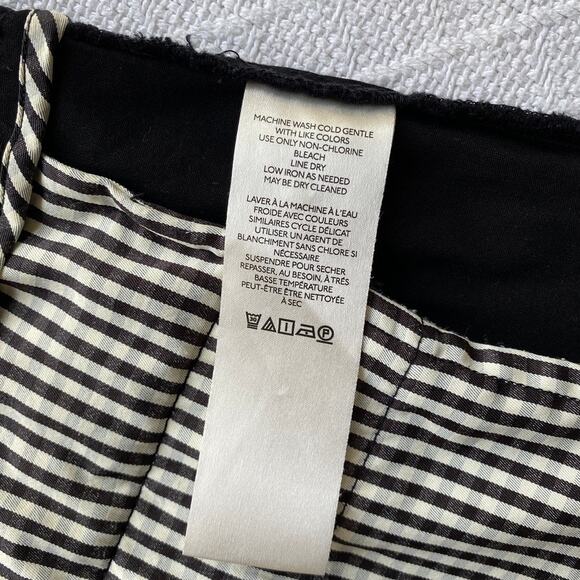 MACHINE WASH COLD GENTLE
WITH LIKE COLORS
USE ONLY NON-CHLORINE
BLEACH
LINE DRY
LOW IRON AS NEEDED
MAY BE DRY CLEANED
LAVER À LA MACHINE À L'EAU
FROIDE AVEC COULEURS
SIMILAIRES CYCLE DÉLICAT
UTILISER UN AGENT DE
BLANCHIMENT SANS CHLORE SI
NÉCESSAIRE
SUSPENDRE POUR SÉCHER
REPASSER, AU BESOIN, À TRÈS
BASSE TEMPÉRATURE
PEUT-ÊTRE ÊTRE NETTOYÉE
À SEC
30 P